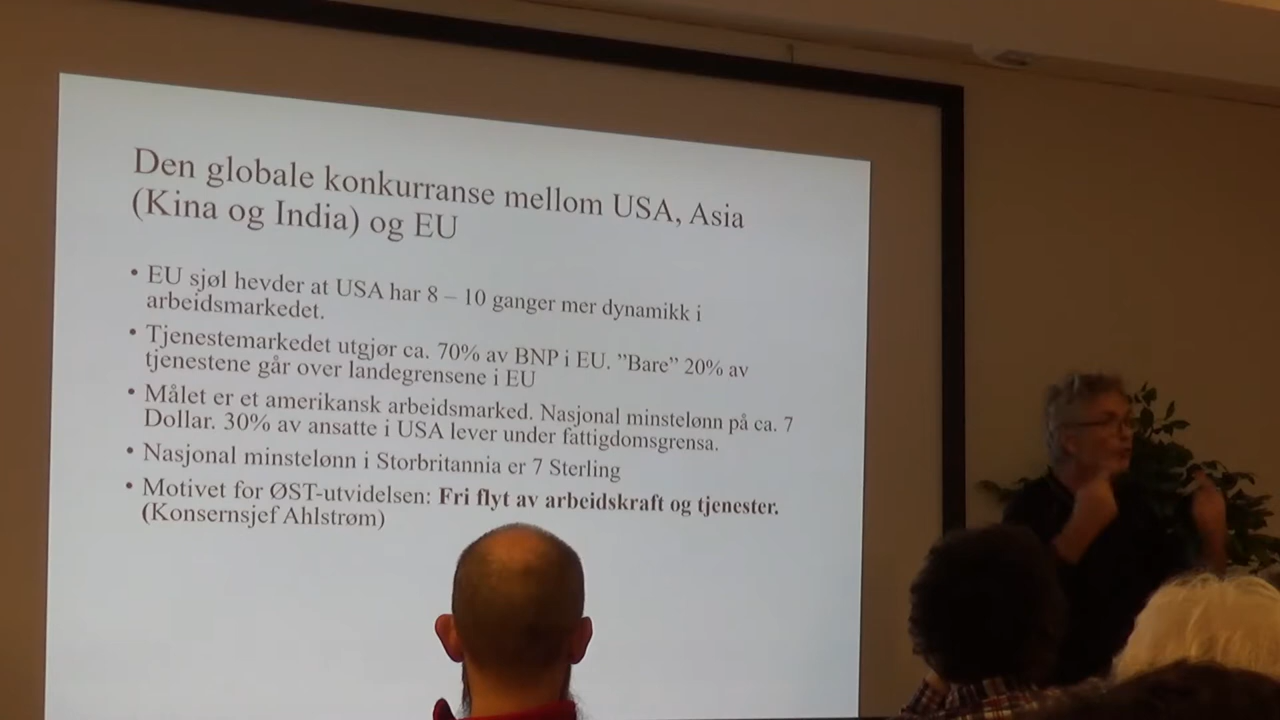 Den globale konkurranse mellom USA, Asia
(Kina og India) og EU
• EU sjøl hevder at USA har 8 – 10 ganger mer dynamikk i
arbeidsmarkedet.
• Tjenestemarkedet utgjør ca. 70% av BNP i EU. ”Bare” 20% av
tjenestene går over landegrensene i EU
• Målet er et amerikansk arbeidsmarked. Nasjonal minstelønn på ca. 7
Dollar. 30% av ansatte i USA lever under fattigdomsgrensa.
• Nasjonal minstelønn i Storbritannia er 7 Sterling
• Motivet for ØST-utvidelsen: Fri flyt av arbeidskraft og tjenester.
(Konsernsjef Ahlstrøm)